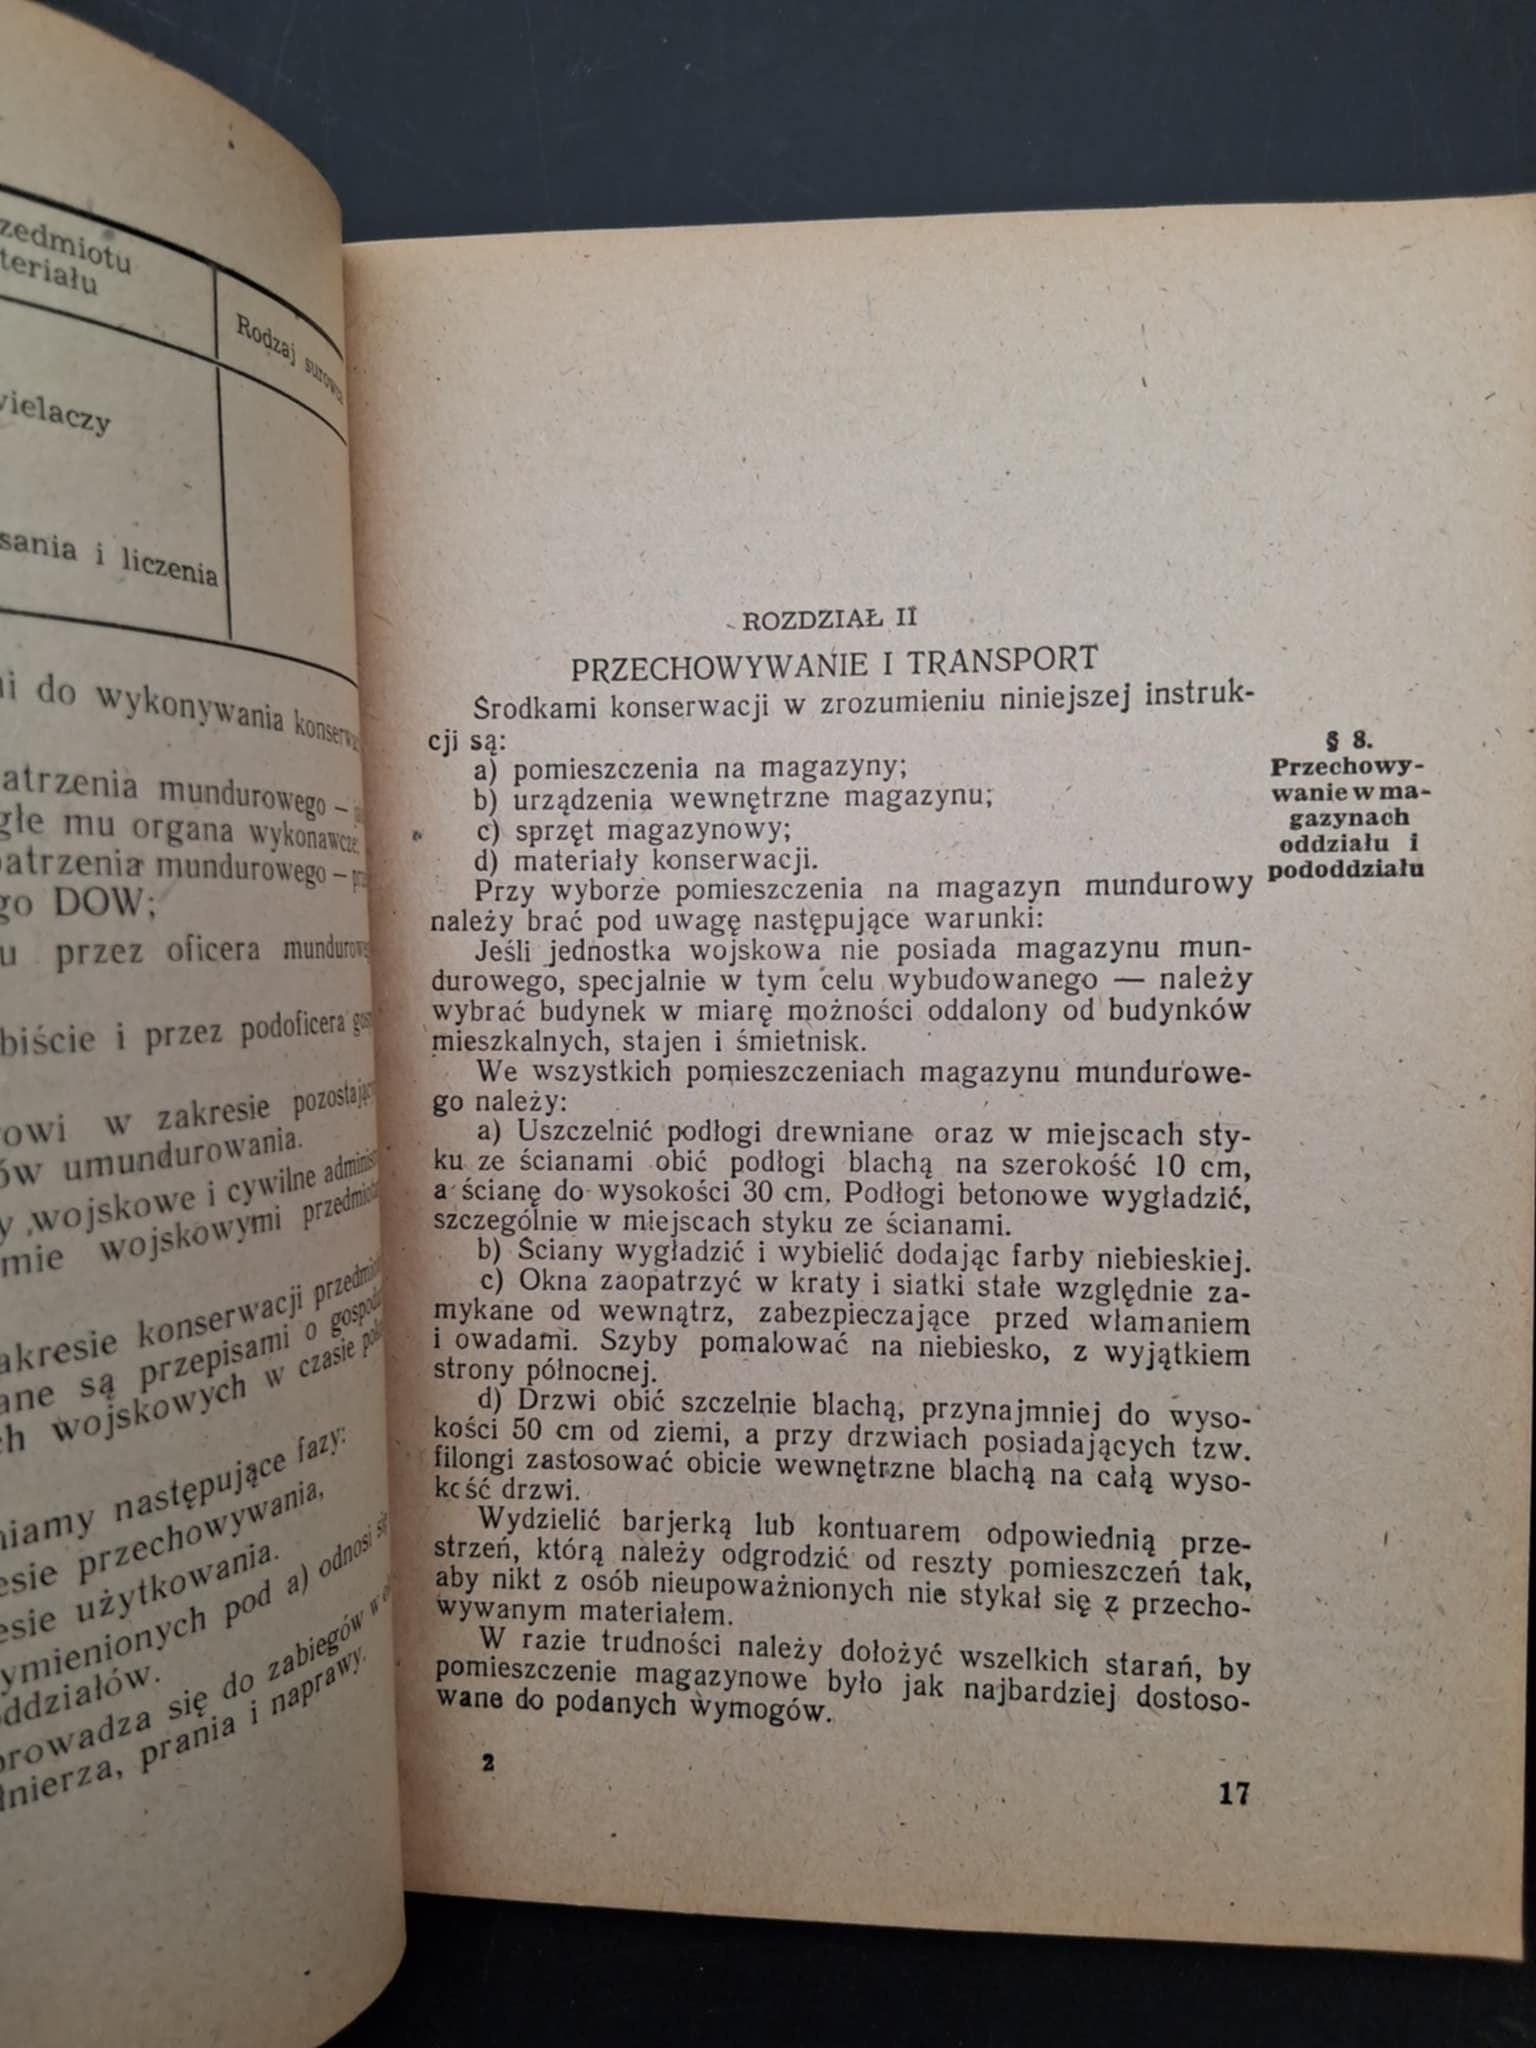 zedmiotu
teriału
Rodzaj
wielaczy
sania i liczenia
ni do wykonywania
atrzenia mundurowego —
głe mu organa wykonawcze;
patrzenia mundurowego —
go DOW;
u przez oficera
biście i przez podoficera
owi w zakresie
ów umundurowania.
y wojskowe i cywilne
mie wojskowymi
akresie konserwacji
ane są przepisami o
ch wojskowych w czasie
niamy następujące fazy:
esie przechowywania,
esie użytkowania.
ymienionych pod a) odnosi się
ddziałów.
prowadza się do zabiegów w
łnierza, prania i naprawy.
ROZDZIAŁ II
PRZECHOWYWANIE I TRANSPORT
Środkami konserwacji w zrozumieniu niniejszej instruk-
cji są:
a) pomieszczenia na magazyny;
b) urządzenia wewnętrzne magazynu;
c) sprzęt magazynowy;
d) materiały konserwacji.
Przy wyborze pomieszczenia na magazyn mundurowy
należy brać pod uwagę następujące warunki:
Jeśli jednostka wojskowa nie posiada magazynu mun-
durowego, specjalnie w tym celu wybudowanego — należy
wybrać budynek w miarę możności oddalony od budynków
mieszkalnych, stajen i śmietnisk.
We wszystkich pomieszczeniach magazynu mundurowe-
go należy:
a) Uszczelnić podłogi drewniane oraz w miejscach sty-
ku ze ścianami obić podłogi blachą na szerokość 10 cm,
a ścianę do wysokości 30 cm. Podłogi betonowe wygładzić,
szczególnie w miejscach styku ze ścianami.
b) Ściany wygładzić i wybielić dodając farby niebieskiej.
c) Okna zaopatrzyć w kraty i siatki stałe względnie za-
mykane od wewnątrz, zabezpieczające przed włamaniem
i owadami. Szyby pomalować na niebiesko, z wyjątkiem
strony północnej.
d) Drzwi obić szczelnie blachą, przynajmniej do wyso-
kości 50 cm od ziemi, a przy drzwiach posiadających tzw.
filongi zastosować obicie wewnętrzne blachą na całą wyso-
kość drzwi.
Wydzielić barjerką lub kontuarem odpowiednią prze-
strzeń, którą należy odgrodzić od reszty pomieszczeń tak,
aby nikt z osób nieupoważnionych nie stykał się z przecho-
wywanym materiałem.
W razie trudności należy dołożyć wszelkich starań, by
pomieszczenie magazynowe było jak najbardziej dostoso-
wane do podanych wymogów.
§ 8.
Przechowy-
wanie w ma-
gazynach
oddziału i
pododdziału
2
17